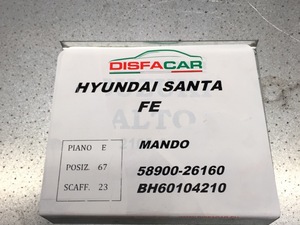 DISFACAR
HYUNDAI SANTA
FE
PIANO E
MANDO
POSIZ. 67
58900-26160
SCAFF. 23
BH60104210